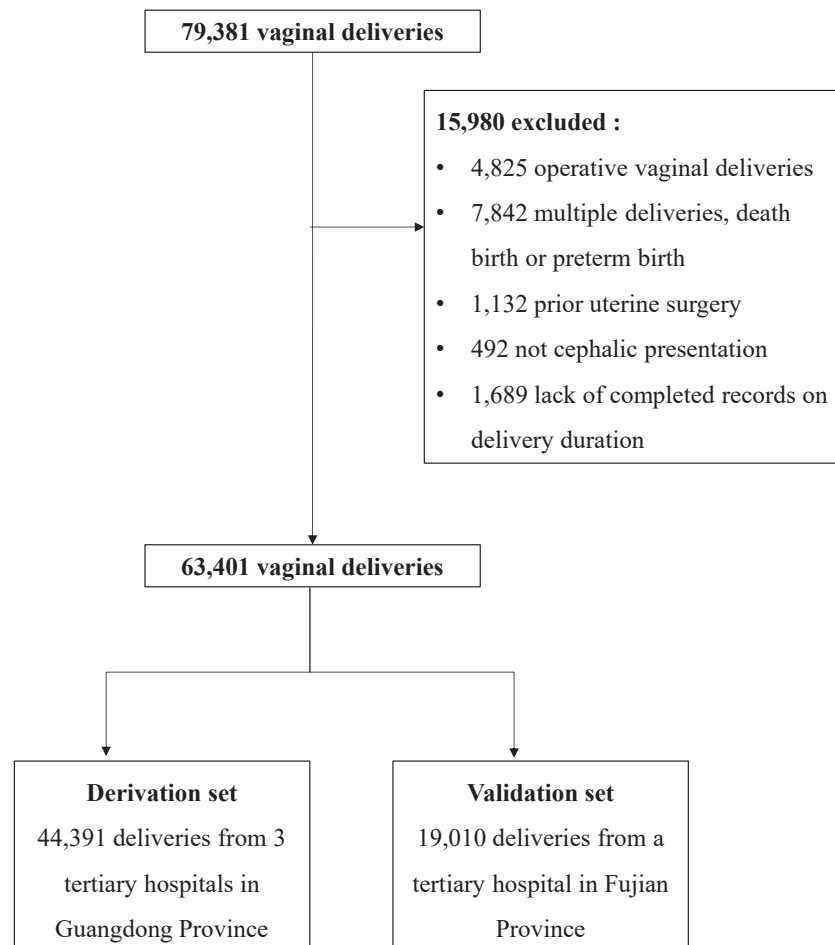 79,381 vaginal deliveries
15,980 excluded :
• 4,825 operative vaginal deliveries
• 7,842 multiple deliveries, death
birth or preterm birth
• 1,132 prior uterine surgery
• 492 not cephalic presentation
• 1,689 lack of completed records on
delivery duration
63,401 vaginal deliveries
Derivation set
44,391 deliveries from 3
tertiary hospitals in
Guangdong Province
Validation set
19,010 deliveries from a
tertiary hospital in Fujian
Province